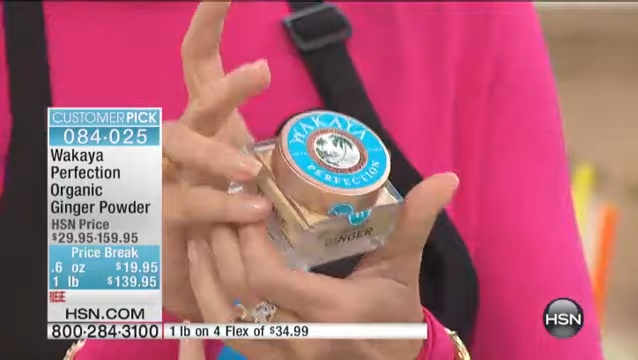 CUSTOMERPICK
084-025
Wakaya
Perfection
Organic
Ginger Powder
HSN Price
$29.95-159.95
Price Break
.6 oz $19.95
1 lb $139.95
HSN.COM
800-284-3100
1 lb on 4 Flex of $34.99
WAKAYA
PERFECTION
GINGER
HSN